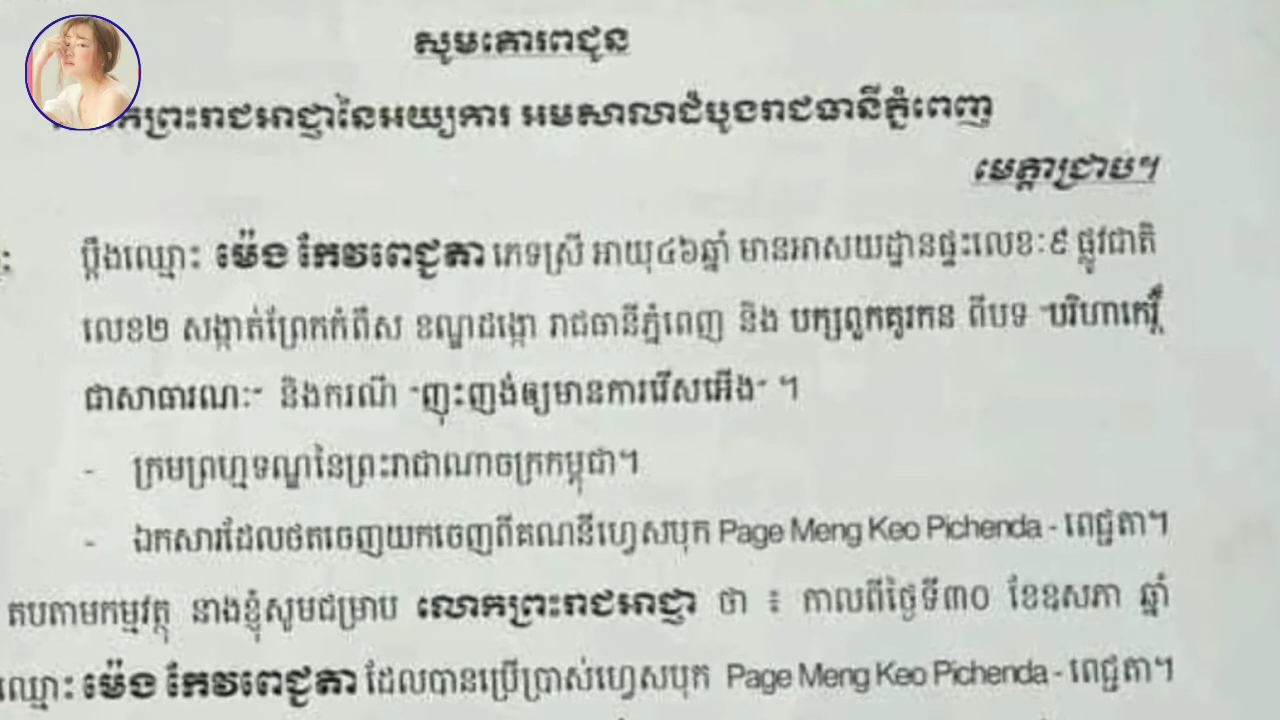 សូមគោរពជូន
ព្រះរាជអាជ្ញានៃអយ្យការ អមសាលាដំបូងរាជធានីភ្នំពេញ
មេត្តាជ្រាប។
ប្តឹងឈ្មោះ ម៉េង កែវពេជ្ជតា ភេទស្រី អាយុ៤៦ឆ្នាំ មានអាសយដ្ឋានផ្ទះលេខៈ៩ ផ្លូវជាតិ
លេខ២ សង្កាត់ព្រែកកំពឹស ខណ្ឌដង្កោ រាជធានីភ្នំពេញ និង បក្សពួកគូរកន ពីបទ "បរិហាកេរ្តិ៍
ជាសាធារណៈ" និងករណី "ញុះញង់ឲ្យមានការរើសអើង" ។
- ក្រមព្រហ្មទណ្ឌនៃព្រះរាជាណាចក្រកម្ពុជា។
- ឯកសារដែលថតចេញយកចេញពីគណនីហ្វេសបុក Page Meng Keo Pichenda - ពេជ្ជតា។
តបតាមកម្មវត្ថុ នាងខ្ញុំសូមជម្រាប លោកព្រះរាជអាជ្ញា ថា ៖ កាលពីថ្ងៃទី៣០ ខែឧសភា ឆ្នាំ
ឈ្មោះ ម៉េង កែវពេជ្ជតា ដែលបានប្រើប្រាស់ហ្វេសបុក Page Meng Keo Pichenda - ពេជ្ជតា។